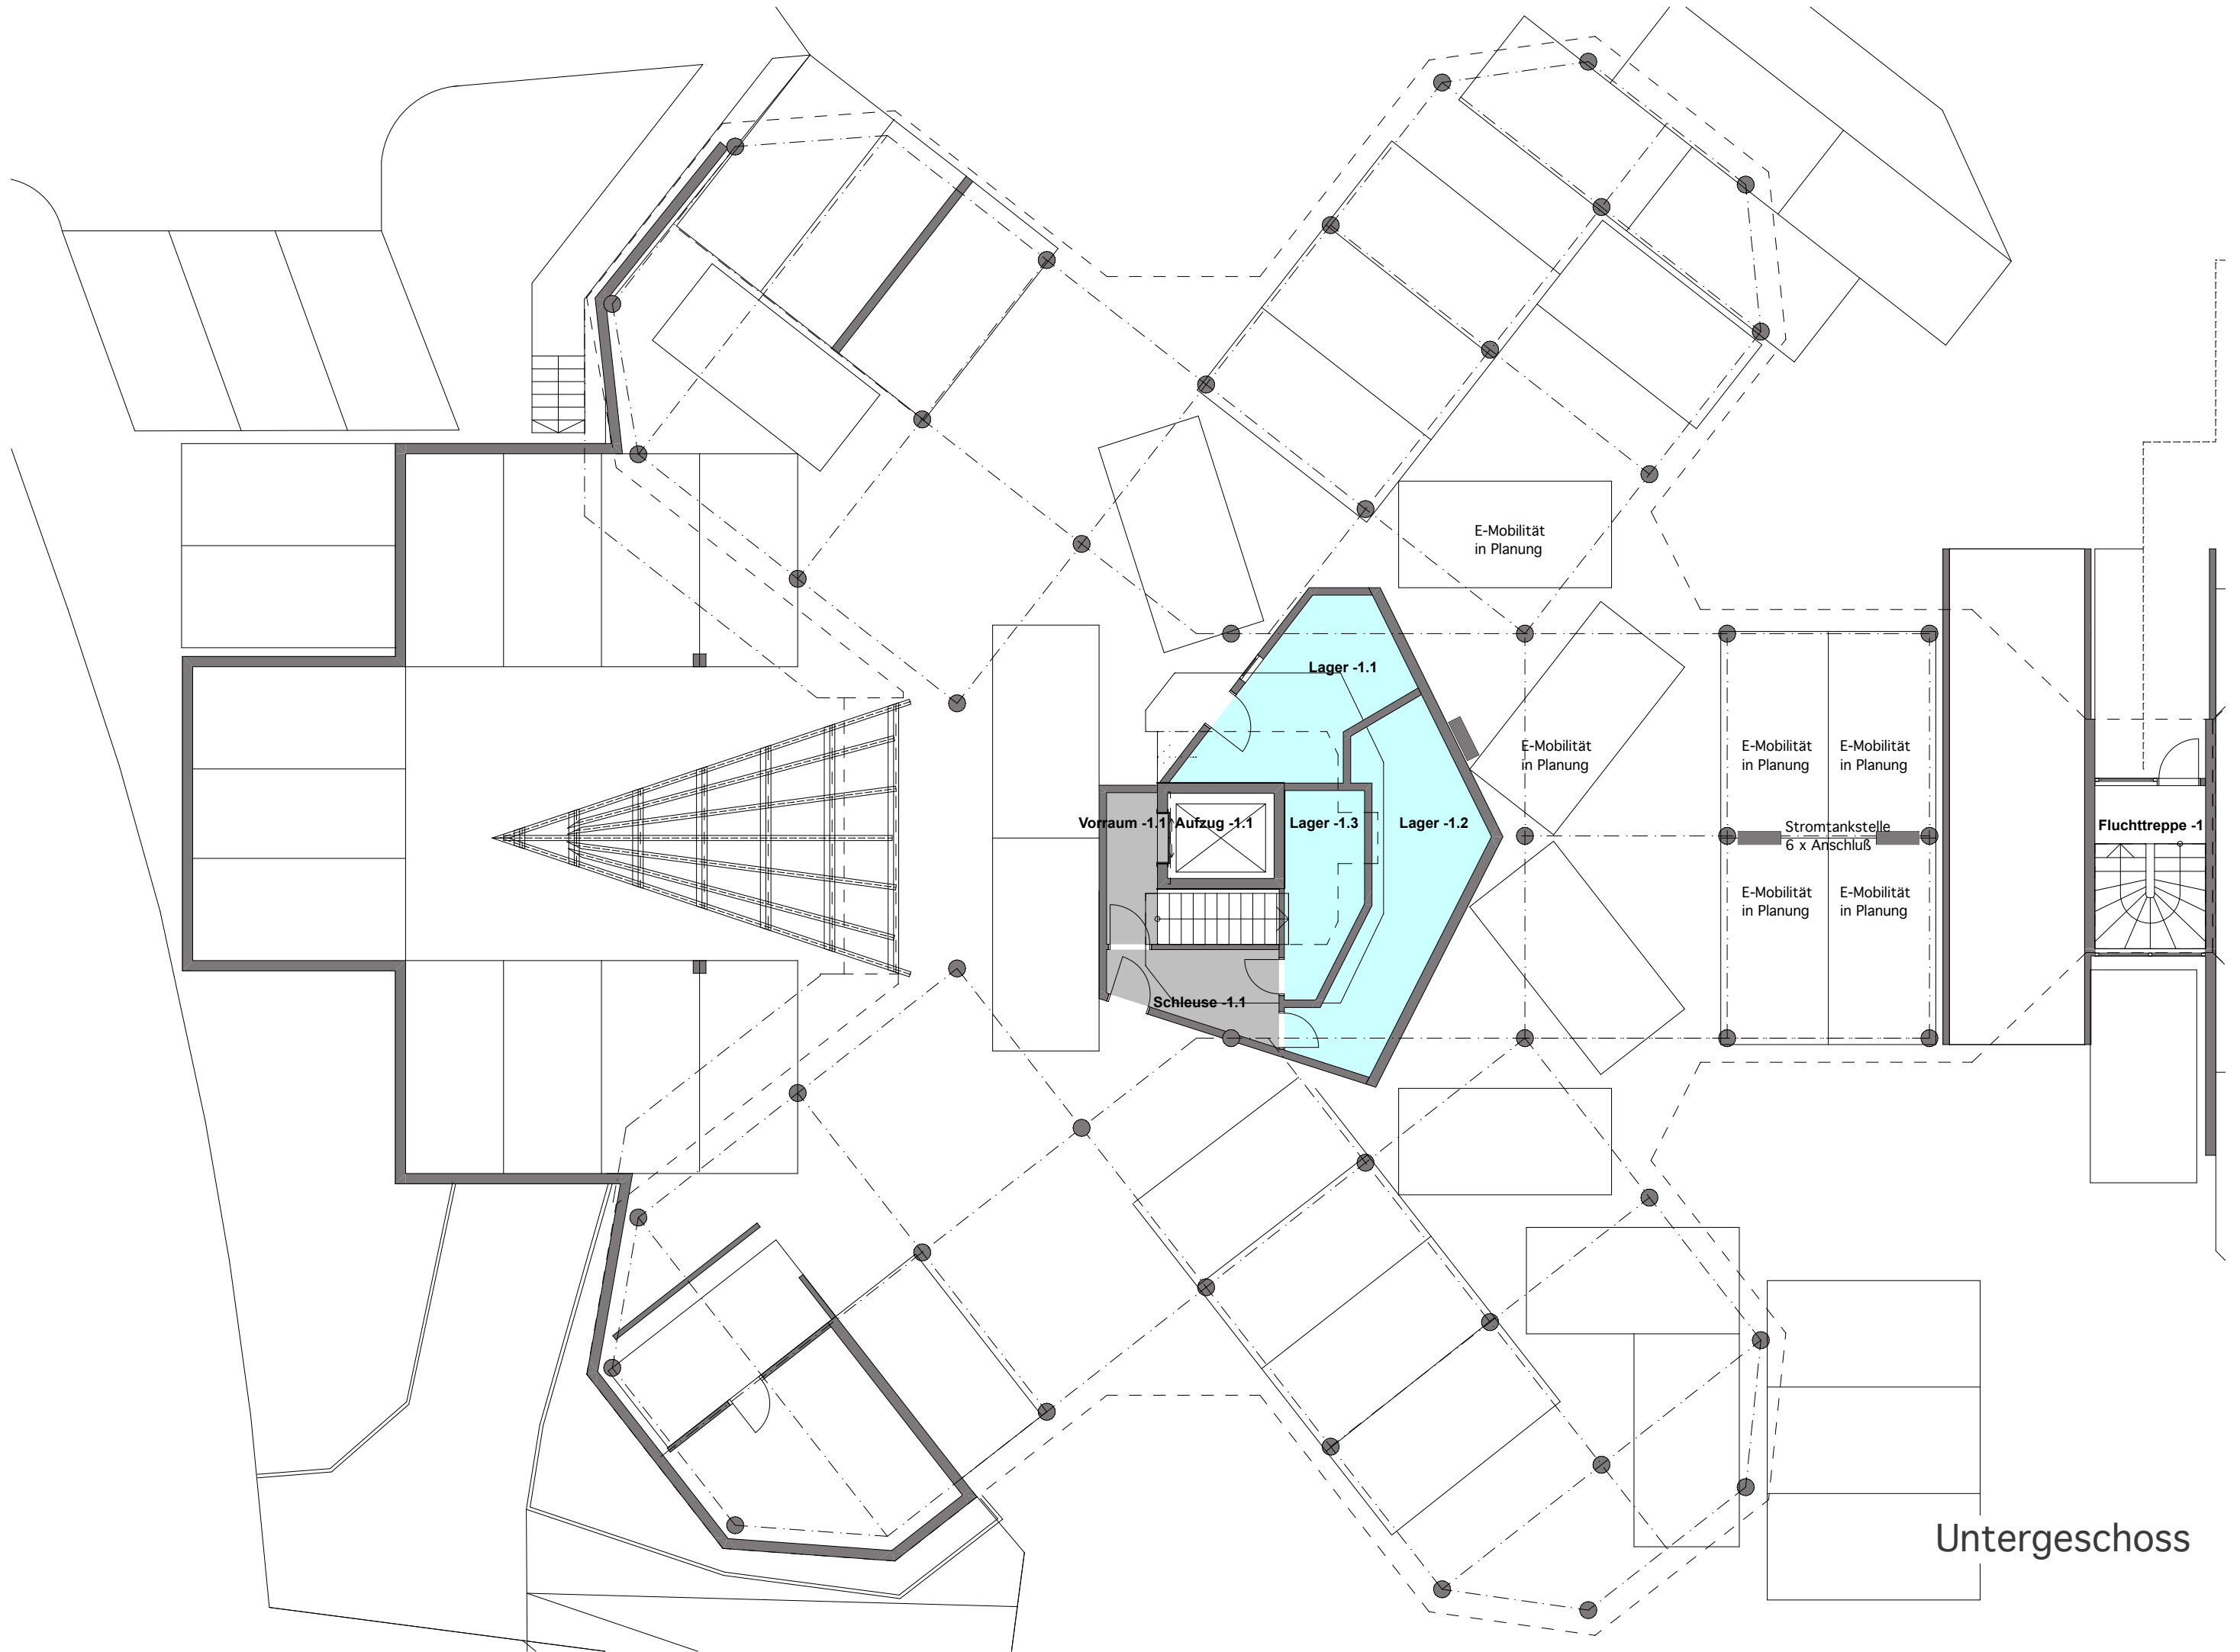 E-Mobilität
in Planung
Lager -1.1
E-Mobilität
in Planung
E-Mobilität
in Planung
E-Mobilität
in Planung
Vorraum -1.1
Aufzug -1.1
Lager -1.3
Lager -1.2
Stromtankstelle
6 x Anschluß
Fluchttreppe -1
E-Mobilität
in Planung
E-Mobilität
in Planung
Schleuse -1.1
Untergeschoss